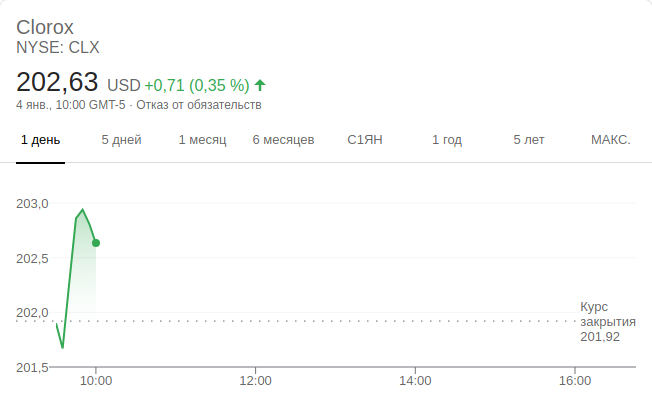 Clorox
NYSE: CLX
202,63 USD +0,71 (0,35 %)
4 янв., 10:00 GMT-5 · Отказ от обязательств
1 день 5 дней 1 месяц 6 месяцев С1ЯН 1 год 5 лет МАКС.
203,0
202,5
202,0
201,5
Курс
закрытия
201,92
10:00 12:00 14:00 16:00